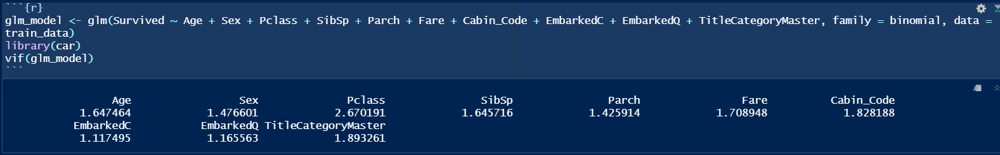 ```{r}
glm_model <- glm(Survived ~ Age + Sex + Pclass + SibSp + Parch + Fare + Cabin_Code + EmbarkedC + EmbarkedQ + TitleCategoryMaster, family = binomial, data =
train_data)
library(car)
vif(glm_model)
```
Age Sex Pclass SibSp Parch Fare Cabin_Code
1.647464 1.476601 2.670191 1.645716 1.425914 1.708948 1.828188
EmbarkedC EmbarkedQ TitleCategoryMaster
1.117495 1.165563 1.893261